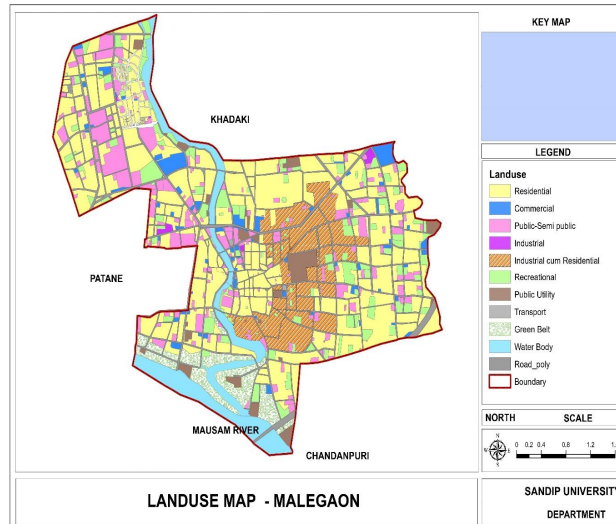 KEY MAP
KHADAKI
PATANE
MAUSAM RIVER
CHANDANPURI
LEGEND
Landuse
Residential
Commercial
Public-Semi public
Industrial
Industrial cum Residential
Recreational
Public Utility
Transport
Green Belt
Water Body
Road_poly
Boundary
NORTH SCALE
N
W E
S
0 0.2 0.4 0.8 1.2
LANDUSE MAP - MALEGAON
SANDIP UNIVERSITY
DEPARTMENT